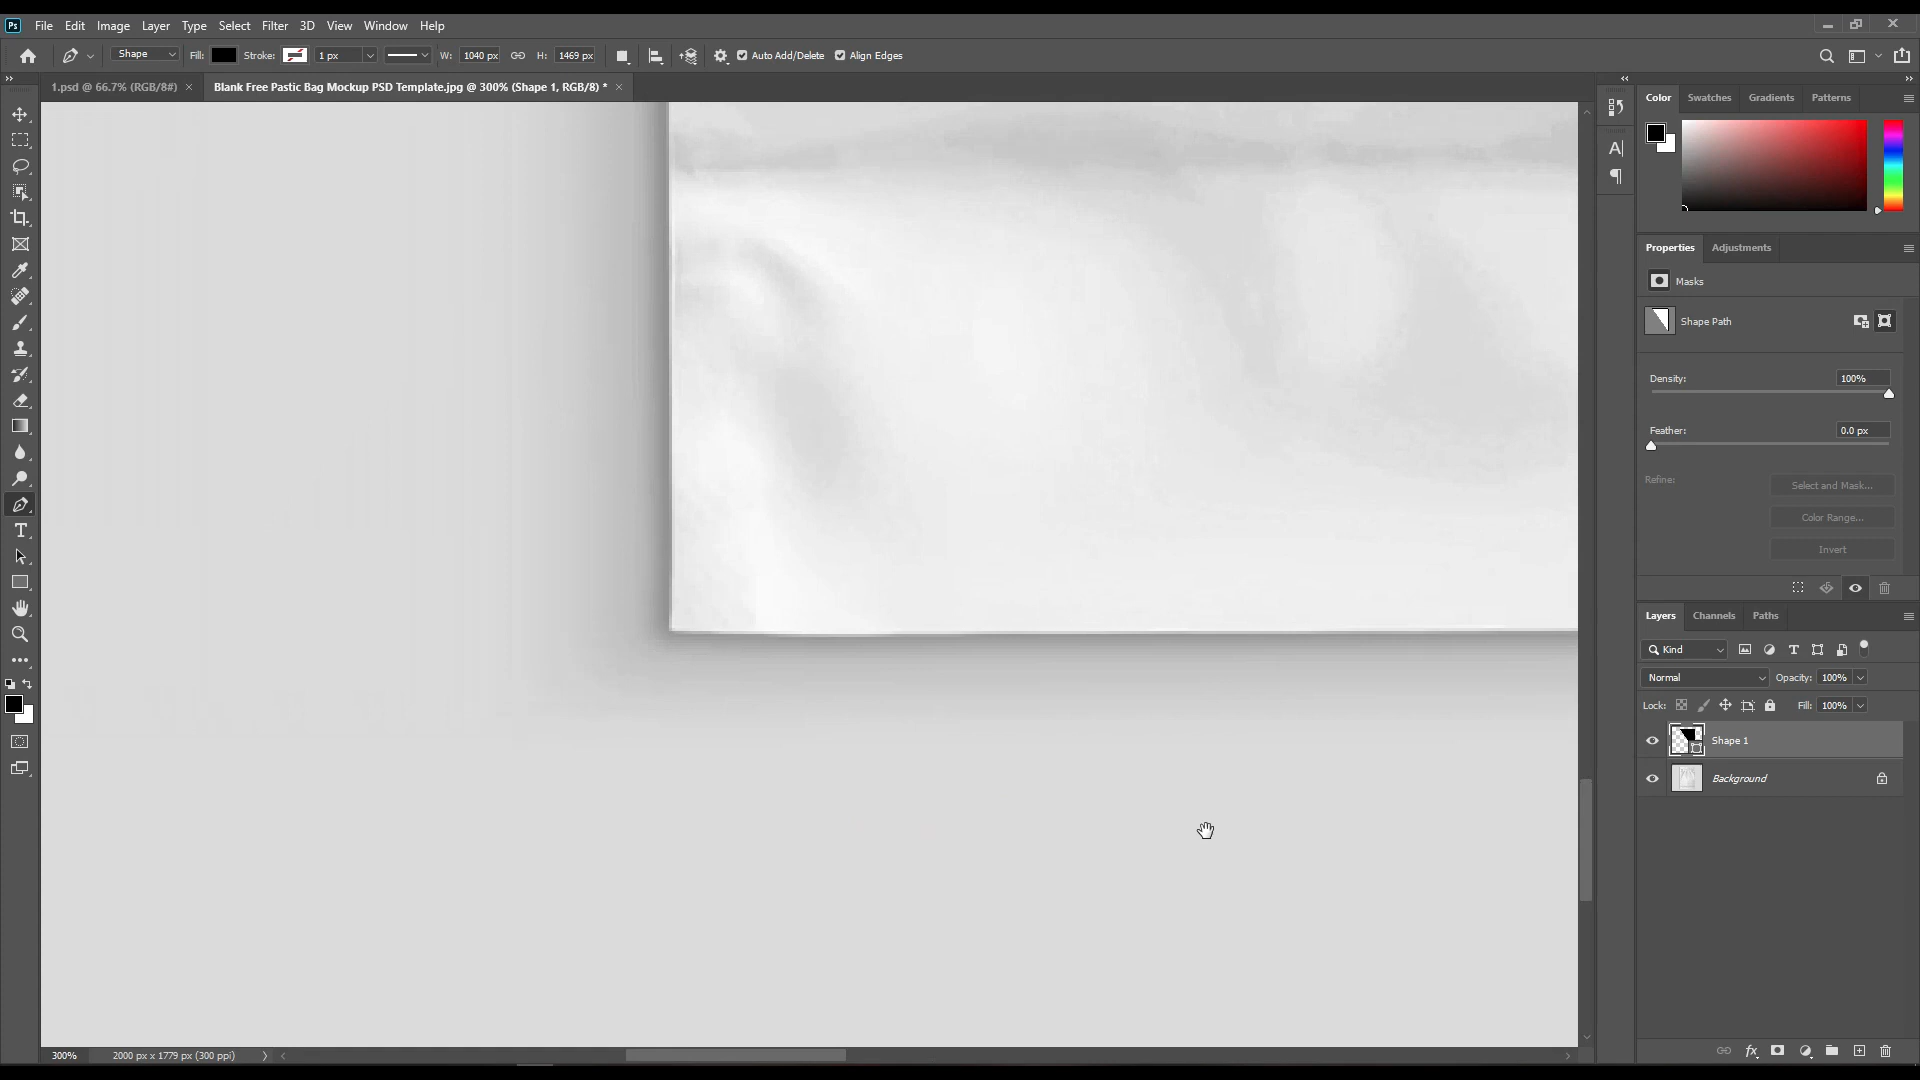 Ps File Edit Image Layer Type Select Filter 3D View Window Help
Shape Fill: Stroke: 1 px W: 1040 px H: 1469 px Auto Add/Delete Align Edges
1.psd @ 66.7% (RGB/8#) × Blank Free Pastic Bag Mockup PSD Template.jpg @ 300% (Shape 1, RGB/8) * ×
Color Swatches Gradients Patterns
Properties Adjustments
Masks
Shape Path
Density: 100%
Feather: 0.0 px
Refine: Select and Mask...
Color Range...
Invert
Layers Channels Paths
Kind
Normal Opacity: 100%
Lock: Fill: 100%
Shape 1
Background
300% 2000 px x 1779 px (300 ppi)